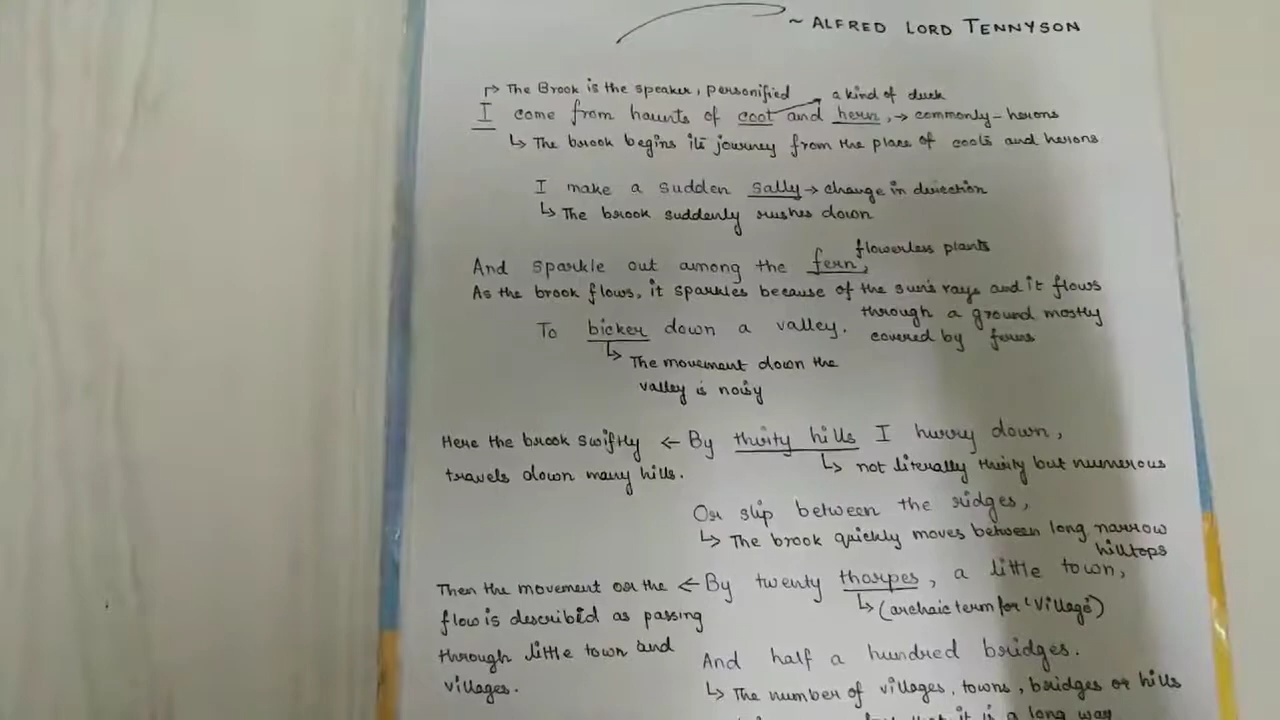 ~ ALFRED LORD TENNYSON
The Brook is the speaker, personified
a kind of duck
I come from haunts of coot and hern, → commonly - herons
↳ The brook begins its journey from the place of coots and herons
I make a sudden sally → change in direction
↳ The brook suddenly rushes down
flowerless plants
And sparkle out among the fern,
As the brook flows, it sparkles because of the sun's rays and it flows
through a ground mostly
To bicker down a valley. covered by ferns
↳ The movement down the
valley is noisy
Here the brook swiftly ← By thirty hills I hurry down,
travels down many hills. ↳ not literally thirty but numerous
Or slip between the ridges,
↳ The brook quickly moves between long narrow
hilltops
Then the movement or the ← By twenty thorpes, a little town,
flow is described as passing ↳ (archaic term for 'Village')
through little town and
And half a hundred bridges.
villages. ↳ The number of villages, towns, bridges or hills
that it is a long way